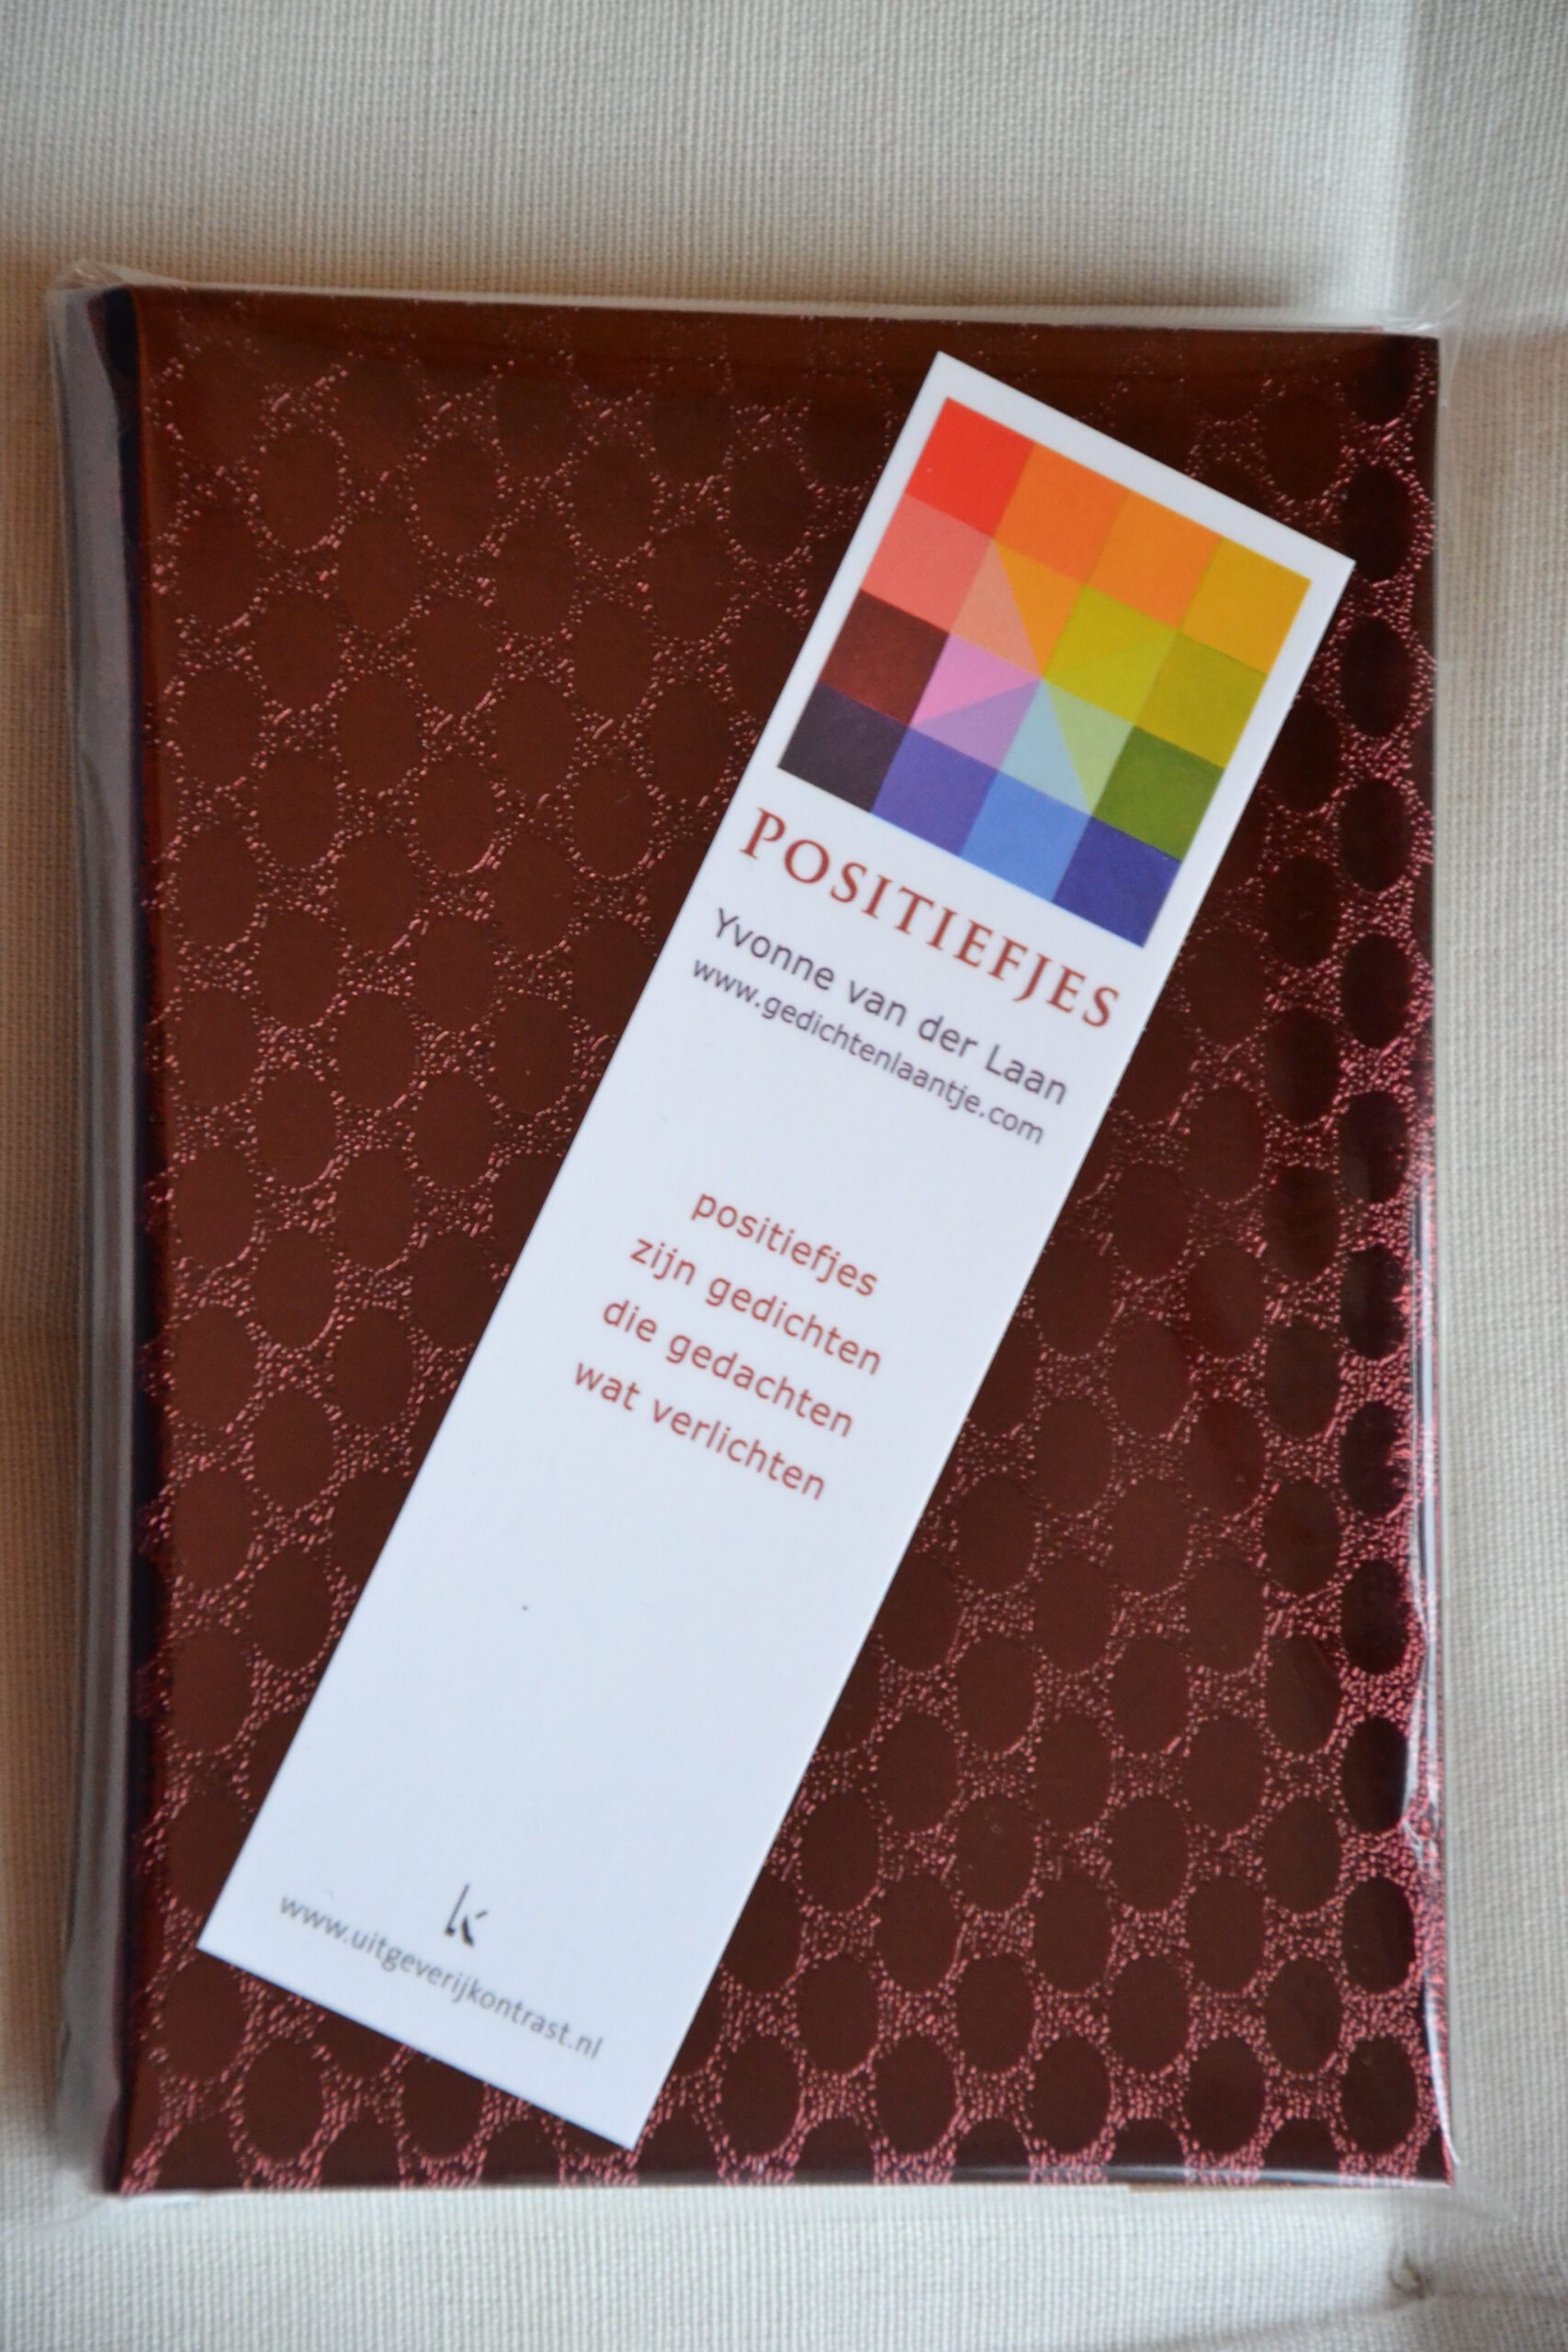 POSITIEFJES
Yvonne van der Laan
www.gedichtenlaantje.com
positiefjes
zijn gedichten
die gedachten
wat verlichten
k
www.uitgeverijkontrast.nl